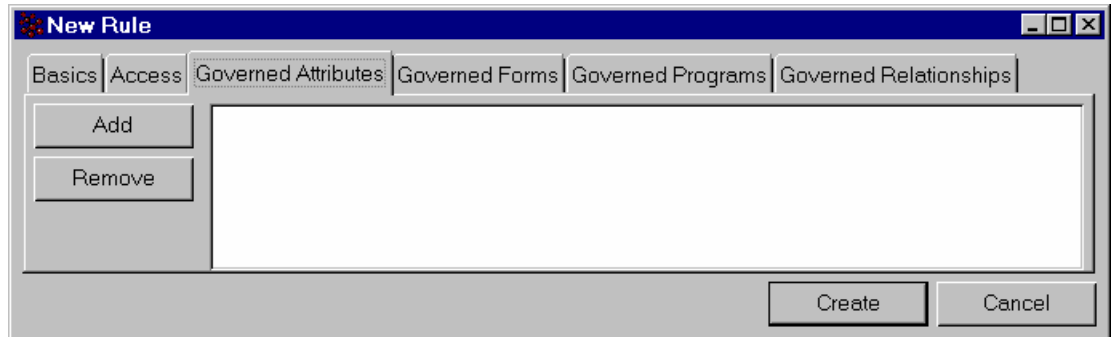 New Rule
Basics Access Governed Attributes Governed Forms Governed Programs Governed Relationships
Add
Remove
Create Cancel